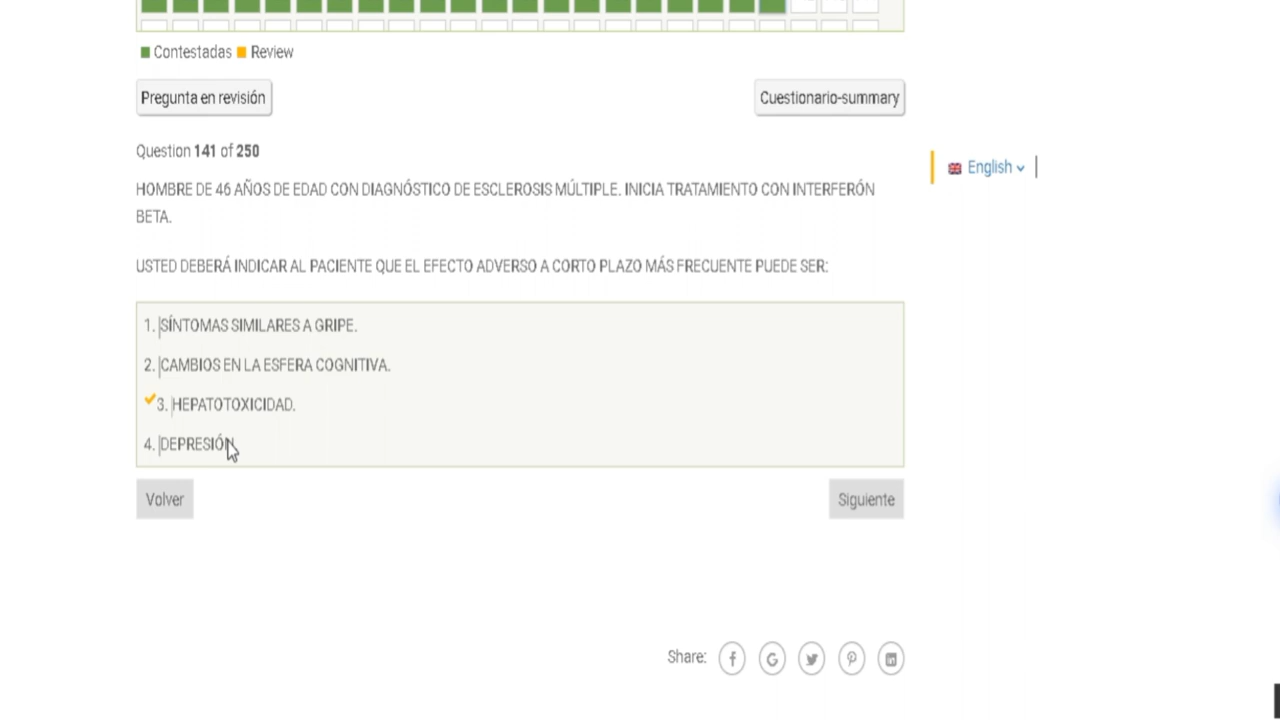 Contestadas Review
Pregunta en revisión
Cuestionario-summary
Question 141 of 250
English
HOMBRE DE 46 AÑOS DE EDAD CON DIAGNÓSTICO DE ESCLEROSIS MÚLTIPLE. INICIA TRATAMIENTO CON INTERFERÓN
BETA.
USTED DEBERÁ INDICAR AL PACIENTE QUE EL EFECTO ADVERSO A CORTO PLAZO MÁS FRECUENTE PUEDE SER:
1. SÍNTOMAS SIMILARES A GRIPE.
2. CAMBIOS EN LA ESFERA COGNITIVA.
3. HEPATOTOXICIDAD.
4. DEPRESIÓN
Volver
Siguiente
Share: